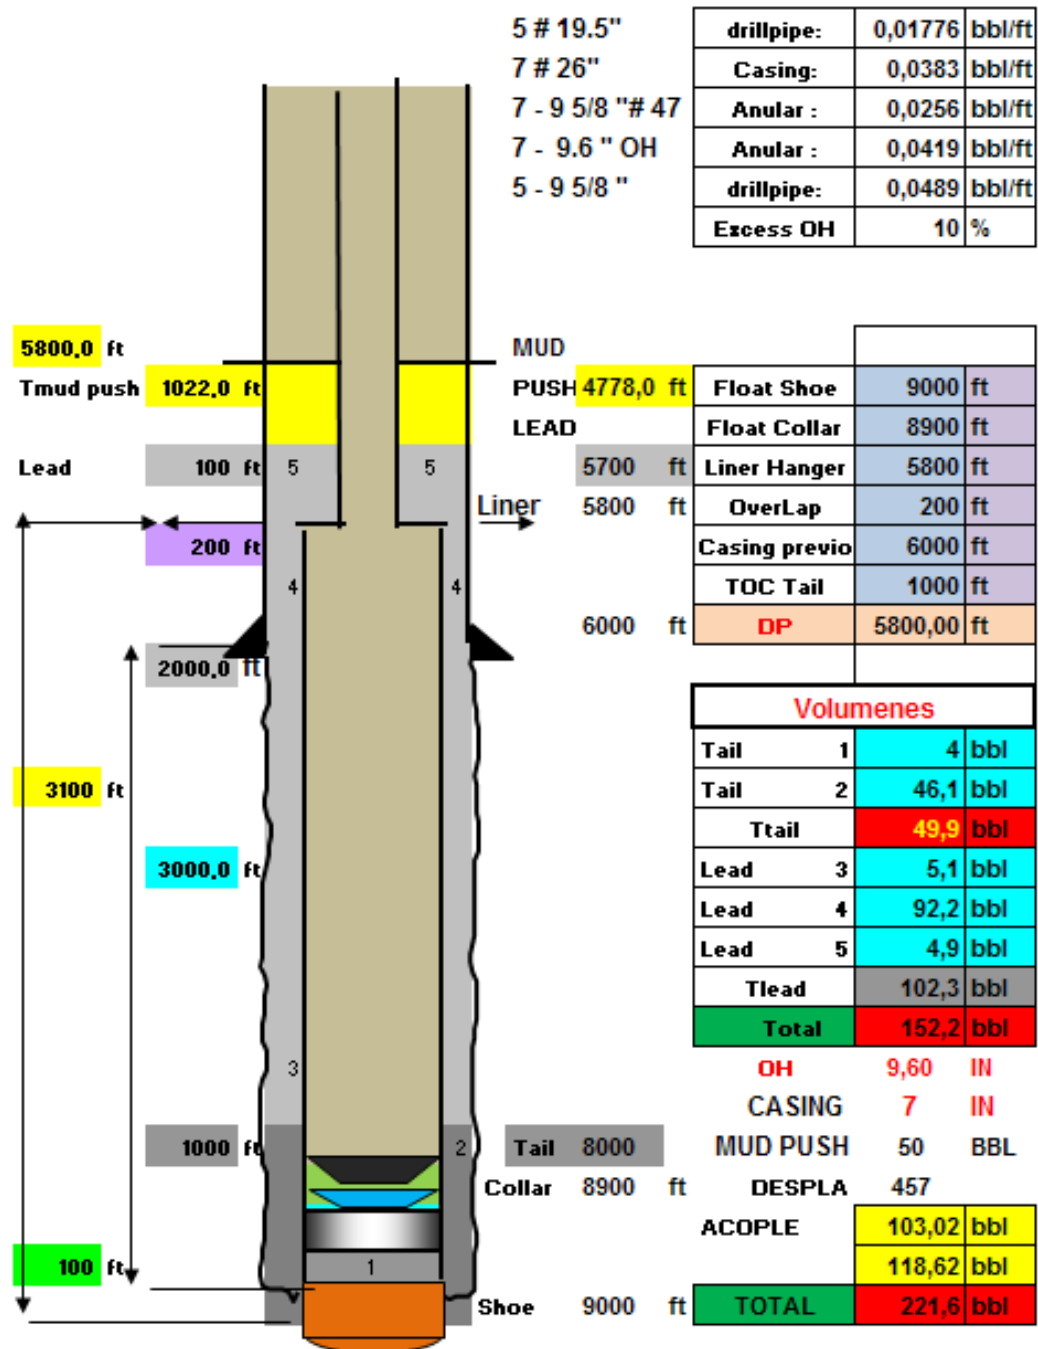 5 # 19.5" drillpipe: 0,01776 bbl/ft
7 # 26" Casing: 0,0383 bbl/ft
7 - 9 5/8 "# 47 Anular : 0,0256 bbl/ft
7 - 9.6 " OH Anular : 0,0419 bbl/ft
5 - 9 5/8 " drillpipe: 0,0489 bbl/ft
Excess OH 10 %
5800,0 ft MUD
Tmud push 1022,0 ft PUSH 4778,0 ft Float Shoe 9000 ft
LEAD Float Collar 8900 ft
Lead 100 ft 5 5 5700 ft Liner Hanger 5800 ft
Liner 5800 ft OverLap 200 ft
200 ft Casing previo 6000 ft
4 4 TOC Tail 1000 ft
6000 ft DP 5800,00 ft
2000,0 ft
Volumenes
Tail 1 4 bbl
3100 ft Tail 2 46,1 bbl
Ttail 49,9 bbl
3000,0 ft Lead 3 5,1 bbl
Lead 4 92,2 bbl
Lead 5 4,9 bbl
Tlead 102,3 bbl
Total 152,2 bbl
3 OH 9,60 IN
CASING 7 IN
1000 ft 2 Tail 8000 MUD PUSH 50 BBL
Collar 8900 ft DESPLA 457
ACOPLE 103,02 bbl
100 ft 1 118,62 bbl
Shoe 9000 ft TOTAL 221,6 bbl